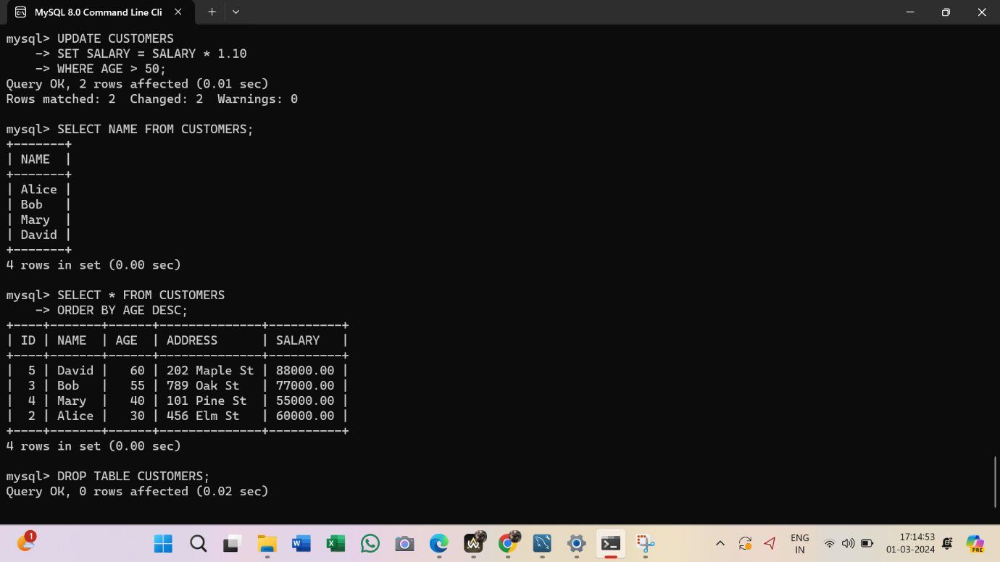 MySQL 8.0 Command Line Cli
mysql> UPDATE CUSTOMERS
    -> SET SALARY = SALARY * 1.10
    -> WHERE AGE > 50;
Query OK, 2 rows affected (0.01 sec)
Rows matched: 2  Changed: 2  Warnings: 0
mysql> SELECT NAME FROM CUSTOMERS;
+-------+
| NAME  |
+-------+
| Alice |
| Bob   |
| Mary  |
| David |
+-------+
4 rows in set (0.00 sec)
mysql> SELECT * FROM CUSTOMERS
    -> ORDER BY AGE DESC;
+----+-------+------+--------------+----------+
| ID | NAME  | AGE  | ADDRESS      | SALARY   |
+----+-------+------+--------------+----------+
|  5 | David |   60 | 202 Maple St | 88000.00 |
|  3 | Bob   |   55 | 789 Oak St   | 77000.00 |
|  4 | Mary  |   40 | 101 Pine St  | 55000.00 |
|  2 | Alice |   30 | 456 Elm St   | 60000.00 |
+----+-------+------+--------------+----------+
4 rows in set (0.00 sec)
mysql> DROP TABLE CUSTOMERS;
Query OK, 0 rows affected (0.02 sec)
1
ENG
IN
17:14:53
01-03-2024
PRE